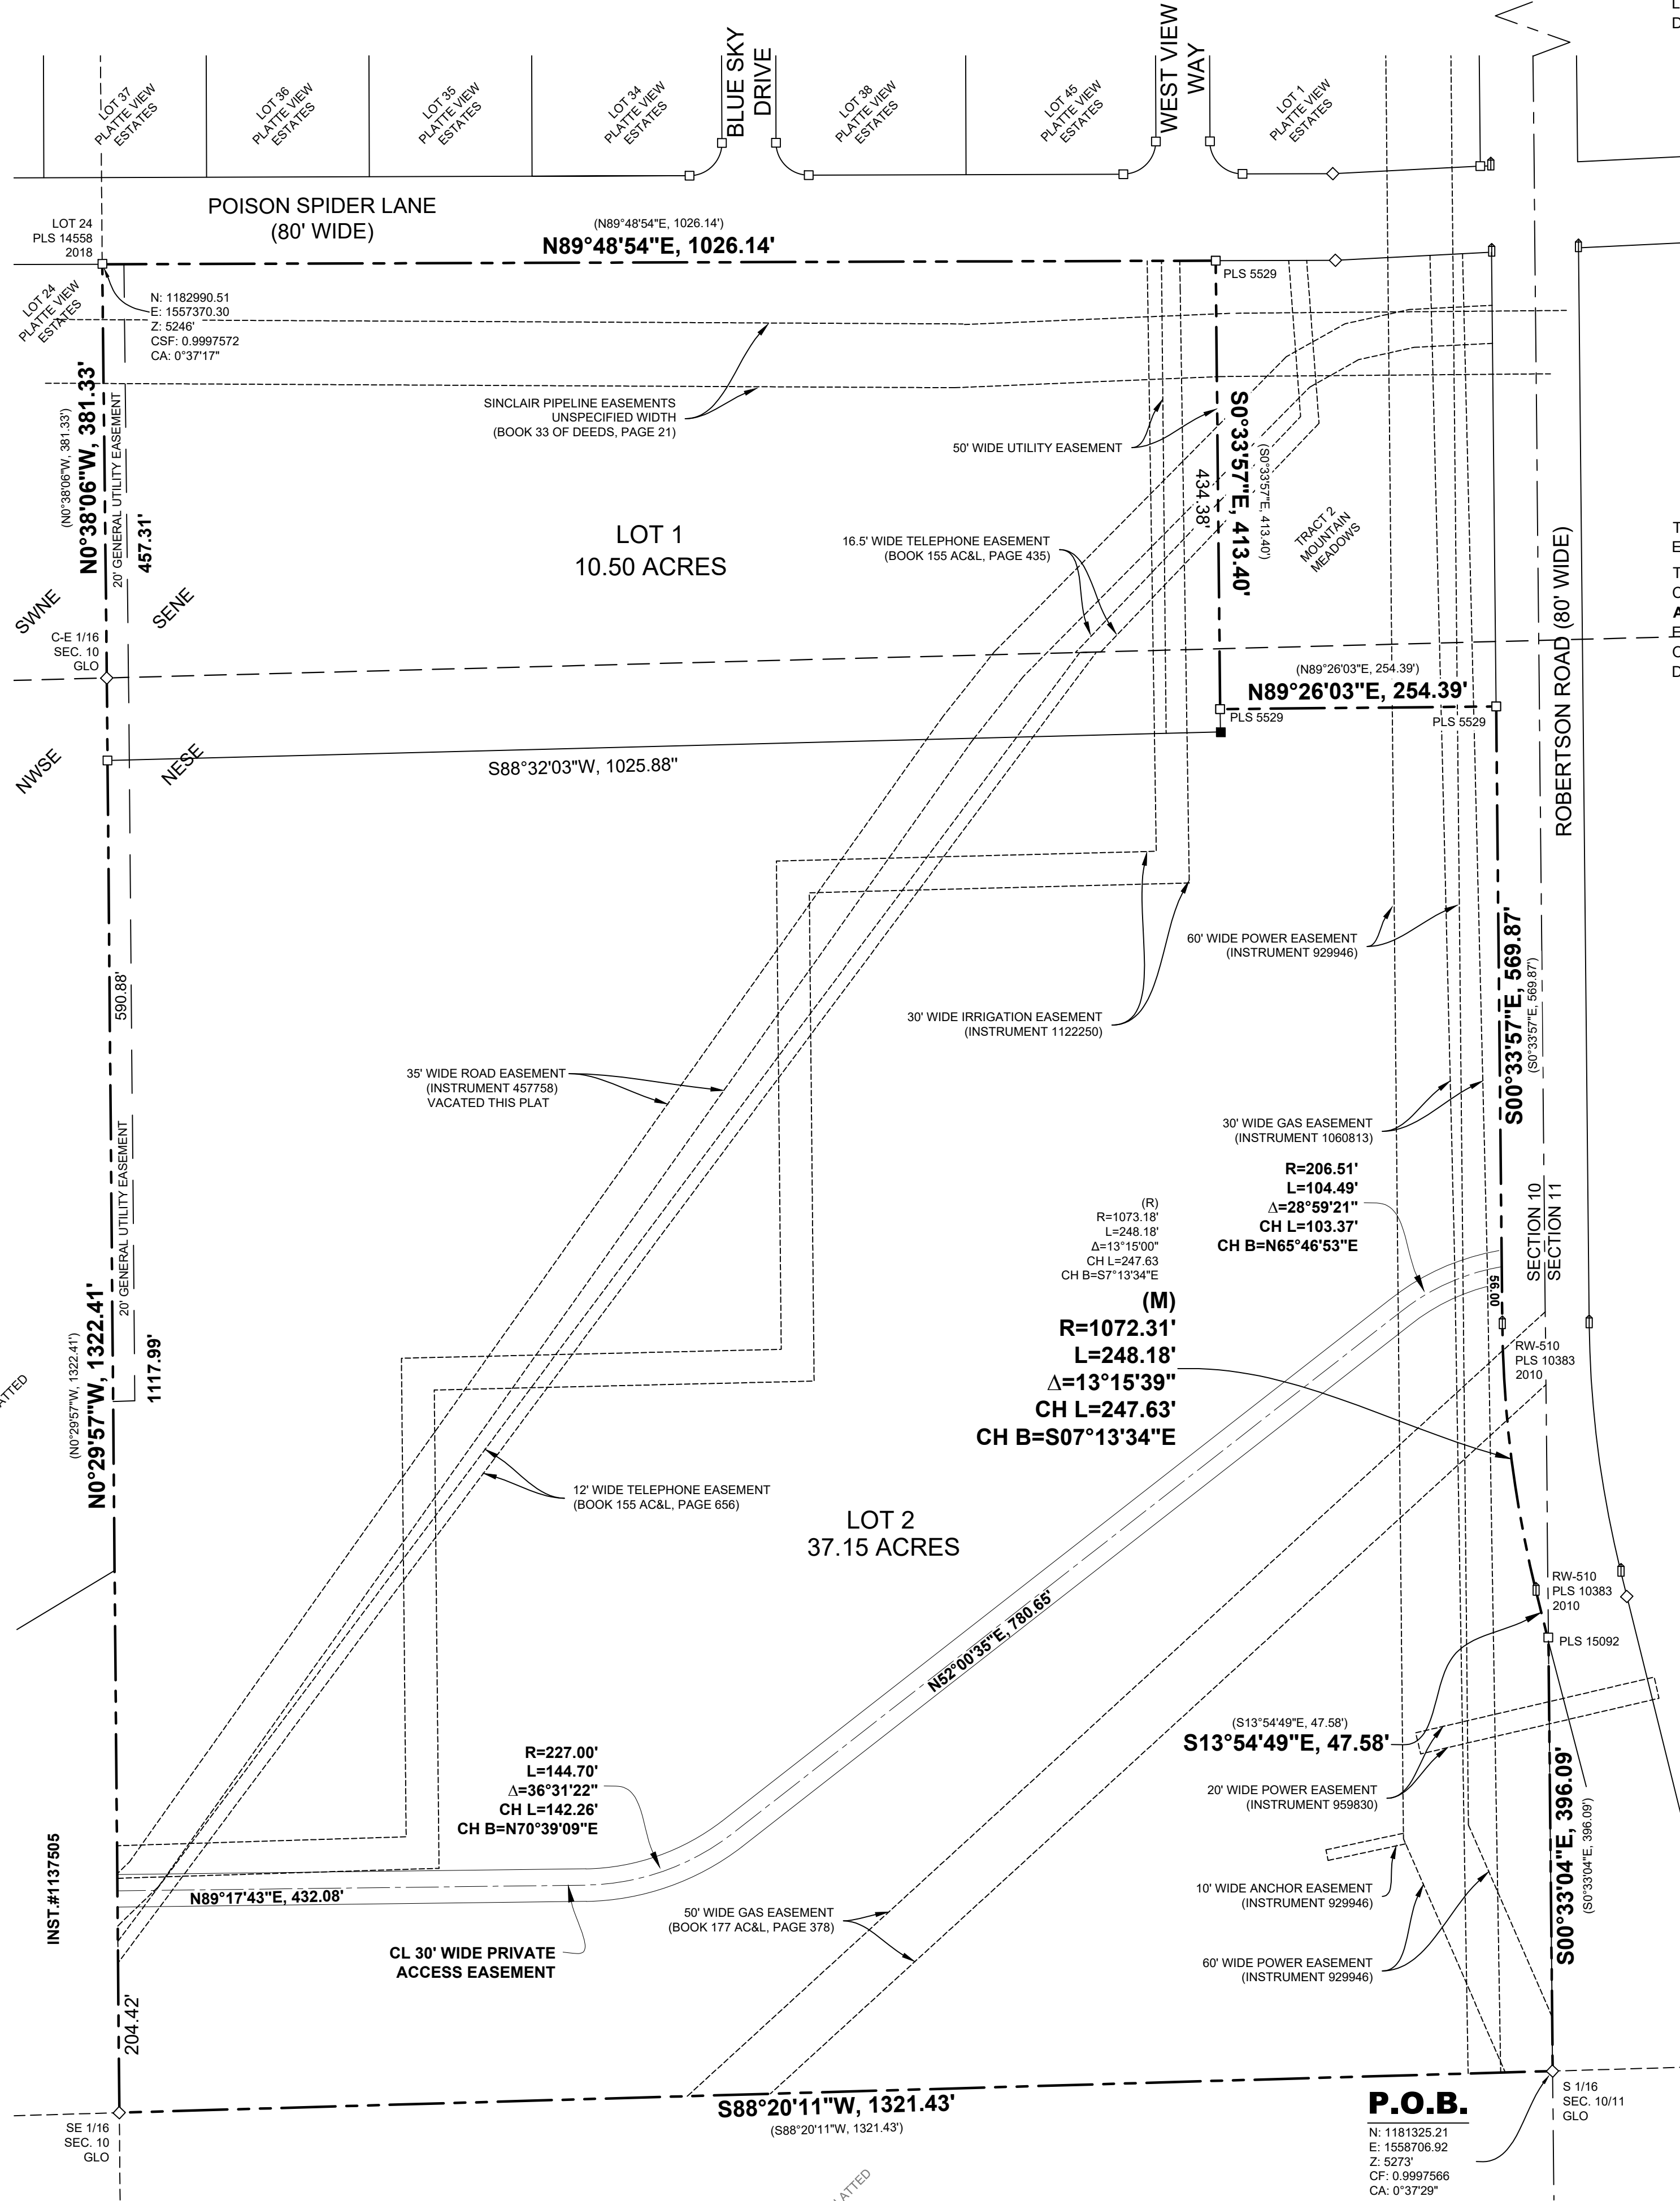 BLUE SKY
DRIVE
WEST VIEW
WAY
LOT 37
PLATTE VIEW
ESTATES
LOT 36
PLATTE VIEW
ESTATES
LOT 35
PLATTE VIEW
ESTATES
LOT 34
PLATTE VIEW
ESTATES
LOT 38
PLATTE VIEW
ESTATES
LOT 45
PLATTE VIEW
ESTATES
LOT 1
PLATTE VIEW
ESTATES
POISON SPIDER LANE
(80' WIDE)
(N89°48'54"E, 1026.14')
N89°48'54"E, 1026.14'
LOT 24
PLS 14558
2018
LOT 24
PLATTE VIEW
ESTATES
N: 1182990.51
E: 1557370.30
Z: 5246'
CSF: 0.9997572
CA: 0°37'17"
PLS 5529
SINCLAIR PIPELINE EASEMENTS
UNSPECIFIED WIDTH
(BOOK 33 OF DEEDS, PAGE 21)
50' WIDE UTILITY EASEMENT
(N0°38'06"W, 381.33')
N0°38'06"W, 381.33'
20' GENERAL UTILITY EASEMENT
457.31'
LOT 1
10.50 ACRES
16.5' WIDE TELEPHONE EASEMENT
(BOOK 155 AC&L, PAGE 435)
434.38'
S0°33'57"E, 413.40'
(S0°33'57"E, 413.40')
TRACT 2
MOUNTAIN
MEADOWS
ROBERTSON ROAD (80' WIDE)
SWNE
SENE
C-E 1/16
SEC. 10
GLO
NWSE
NESE
(N89°26'03"E, 254.39')
N89°26'03"E, 254.39'
PLS 5529
PLS 5529
S88°32'03"W, 1025.88"
590.88'
60' WIDE POWER EASEMENT
(INSTRUMENT 929946)
30' WIDE IRRIGATION EASEMENT
(INSTRUMENT 1122250)
S00°33'57"E, 569.87'
(S0°33'57"E, 569.87')
35' WIDE ROAD EASEMENT
(INSTRUMENT 457758)
VACATED THIS PLAT
30' WIDE GAS EASEMENT
(INSTRUMENT 1060813)
R=206.51'
L=104.49'
Δ=28°59'21"
CH L=103.37'
CH B=N65°46'53"E
SECTION 10
SECTION 11
(R)
R=1073.18'
L=248.18'
Δ=13°15'00"
CH L=247.63
CH B=S7°13'34"E
(M)
R=1072.31'
L=248.18'
Δ=13°15'39"
CH L=247.63'
CH B=S07°13'34"E
56.00
RW-510
PLS 10383
2010
20' GENERAL UTILITY EASEMENT
(N0°29'57"W, 1322.41')
N0°29'57"W, 1322.41'
1117.99'
ATTED
12' WIDE TELEPHONE EASEMENT
(BOOK 155 AC&L, PAGE 656)
LOT 2
37.15 ACRES
N52°00'35"E, 780.65'
RW-510
PLS 10383
2010
PLS 15092
(S13°54'49"E, 47.58')
S13°54'49"E, 47.58'
20' WIDE POWER EASEMENT
(INSTRUMENT 959830)
R=227.00'
L=144.70'
Δ=36°31'22"
CH L=142.26'
CH B=N70°39'09"E
S00°33'04"E, 396.09'
(S0°33'04"E, 396.09')
INST.#1137505
N89°17'43"E, 432.08'
10' WIDE ANCHOR EASEMENT
(INSTRUMENT 929946)
50' WIDE GAS EASEMENT
(BOOK 177 AC&L, PAGE 378)
CL 30' WIDE PRIVATE
ACCESS EASEMENT
60' WIDE POWER EASEMENT
(INSTRUMENT 929946)
204.42'
S88°20'11"W, 1321.43'
(S88°20'11"W, 1321.43')
SE 1/16
SEC. 10
GLO
P.O.B.
N: 1181325.21
E: 1558706.92
Z: 5273'
CF: 0.9997566
CA: 0°37'29"
S 1/16
SEC. 10/11
GLO
LATTED